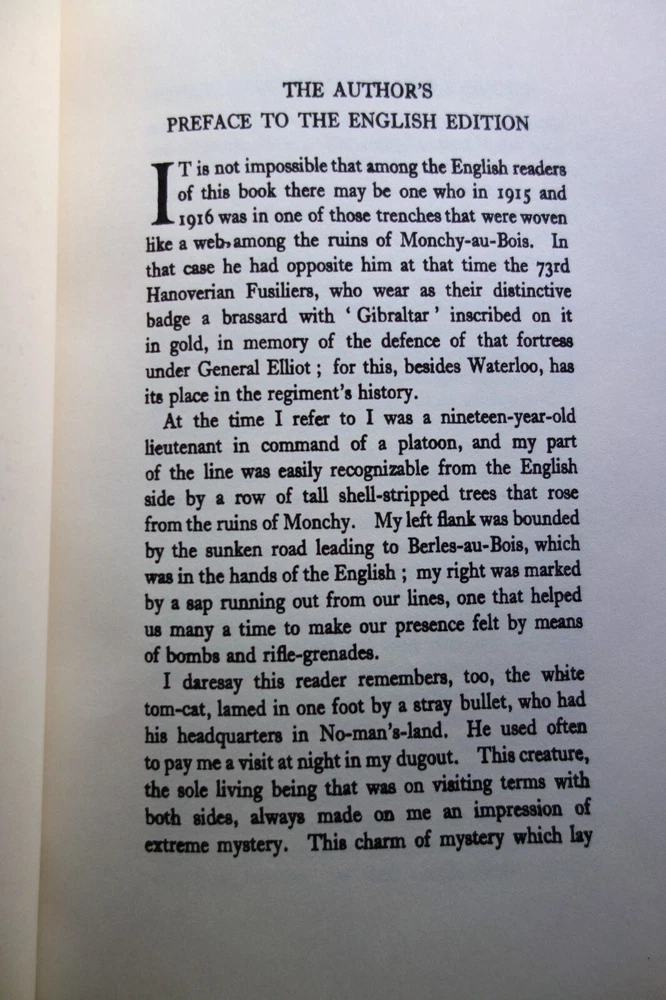 THE AUTHOR'S
PREFACE TO THE ENGLISH EDITION
IT is not impossible that among the English readers
of this book there may be one who in 1915 and
1916 was in one of those trenches that were woven
like a web among the ruins of Monchy-au-Bois. In
that case he had opposite him at that time the 73rd
Hanoverian Fusiliers, who wear as their distinctive
badge a brassard with ‘ Gibraltar ’ inscribed on it
in gold, in memory of the defence of that fortress
under General Elliot ; for this, besides Waterloo, has
its place in the regiment's history.
At the time I refer to I was a nineteen-year-old
lieutenant in command of a platoon, and my part
of the line was easily recognizable from the English
side by a row of tall shell-stripped trees that rose
from the ruins of Monchy. My left flank was bounded
by the sunken road leading to Berles-au-Bois, which
was in the hands of the English ; my right was marked
by a sap running out from our lines, one that helped
us many a time to make our presence felt by means
of bombs and rifle-grenades.
I daresay this reader remembers, too, the white
tom-cat, lamed in one foot by a stray bullet, who had
his headquarters in No-man's-land. He used often
to pay me a visit at night in my dugout. This creature,
the sole living being that was on visiting terms with
both sides, always made on me an impression of
extreme mystery. This charm of mystery which lay